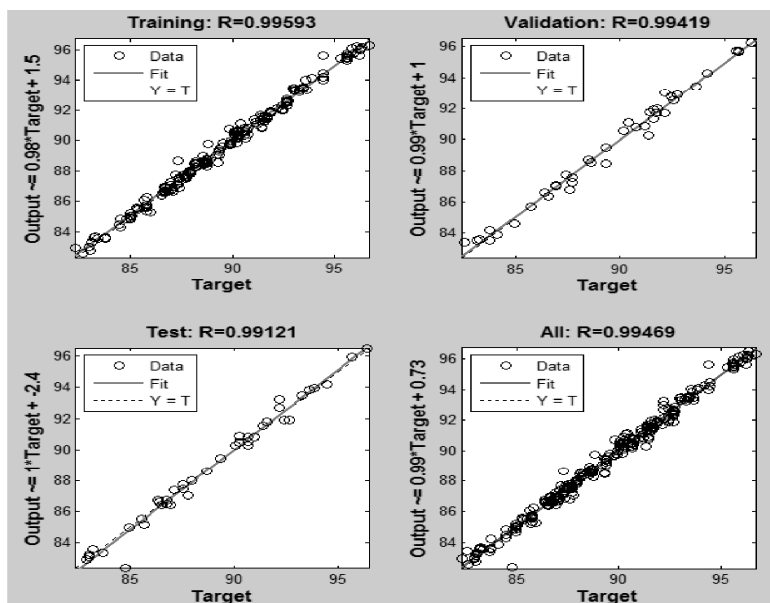 Training: R=0.99593
Output ~= 0.98*Target + 1.5
96
94
92
90
88
86
84
Data
Fit
Y = T
85
90
95
Target
Validation: R=0.99419
Output ~= 0.99*Target + 1
96
94
92
90
88
86
84
Data
Fit
Y = T
85
90
95
Target
Test: R=0.99121
Output ~= 1*Target + -2.4
96
94
92
90
88
86
84
Data
Fit
Y = T
85
90
95
Target
All: R=0.99469
Output ~= 0.99*Target + 0.73
96
94
92
90
88
86
84
Data
Fit
Y = T
85
90
95
Target